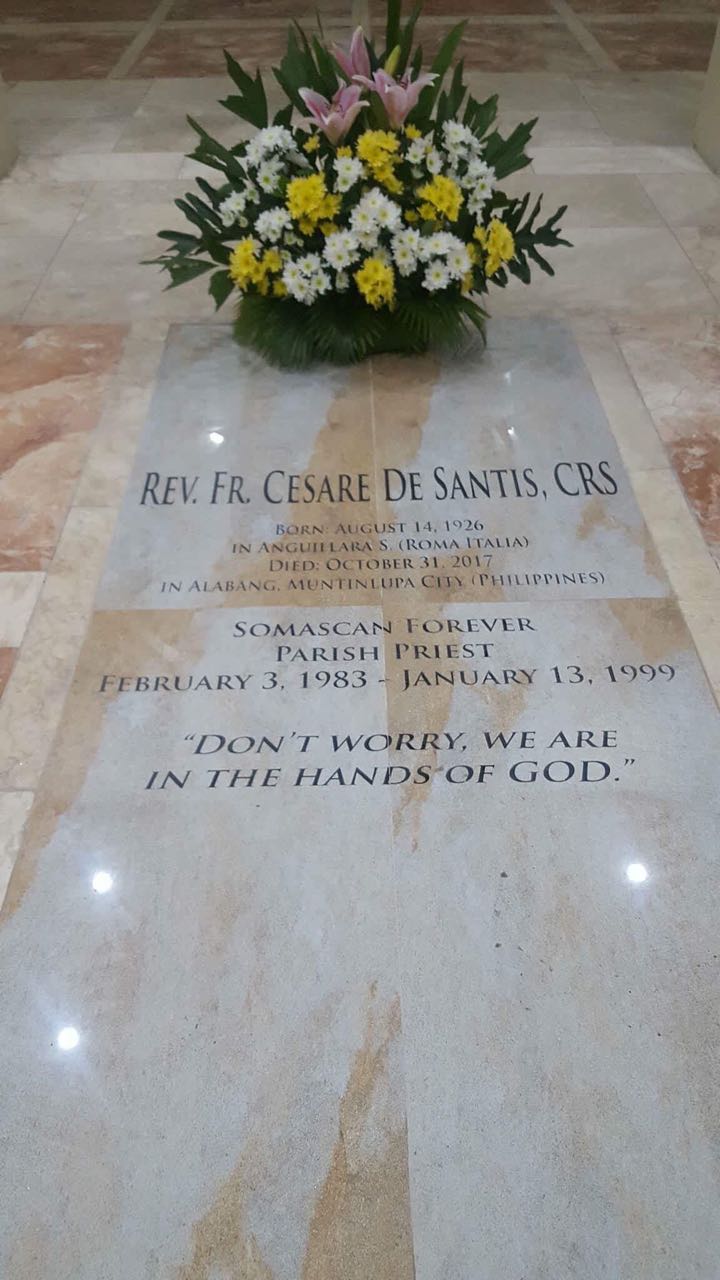 Rev. Fr. Cesare De Santis, CRS
Born: August 14, 1926
in Anguillara S. (Roma Italia)
Died: October 31, 2017
in Alabang, Muntinlupa City (Philippines)
Somascan Forever
Parish Priest
February 3, 1983 - January 13, 1999
"Don't worry, we are
in the hands of GOD."